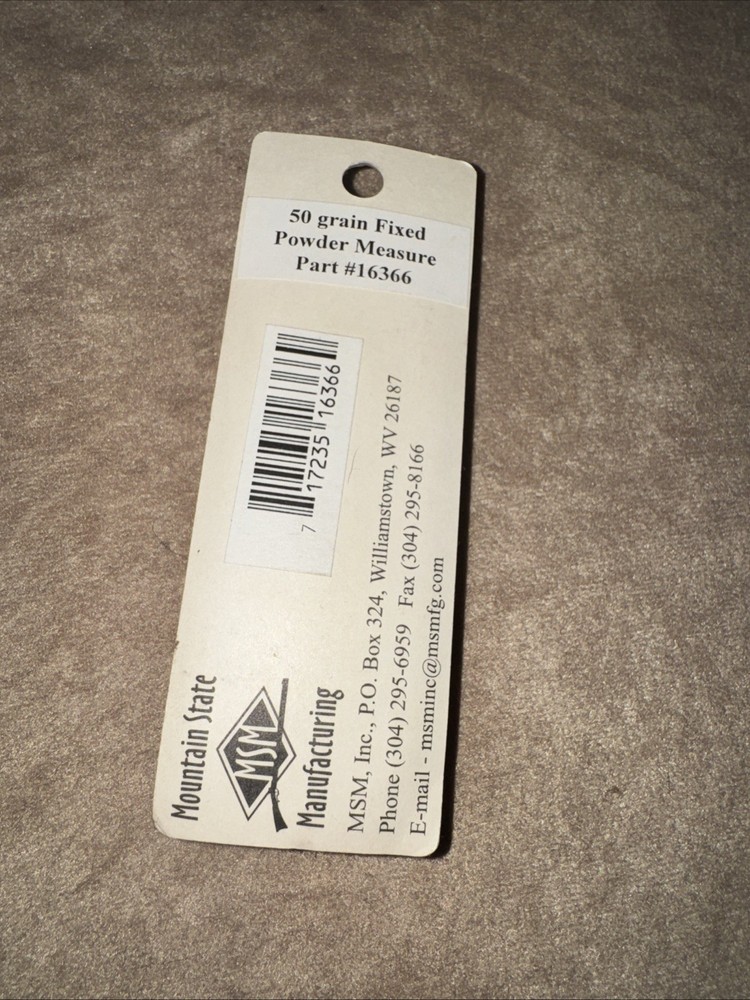 50 grain Fixed
Powder Measure
Part #16366
7 17235 16366
Mountain State
MSM
Manufacturing
MSM, Inc., P.O. Box 324, Williamstown, WV 26187
Phone (304) 295-6959 Fax (304) 295-8166
E-mail - msminc@msmfg.com